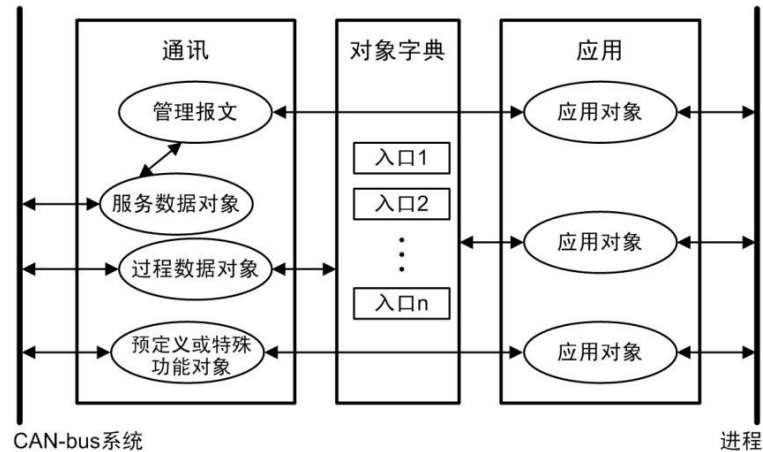 通讯
对象字典
应用
管理报文
应用对象
入口1
服务数据对象
入口2
过程数据对象
应用对象
入口n
预定义或特殊
功能对象
应用对象
CAN-bus系统
进程